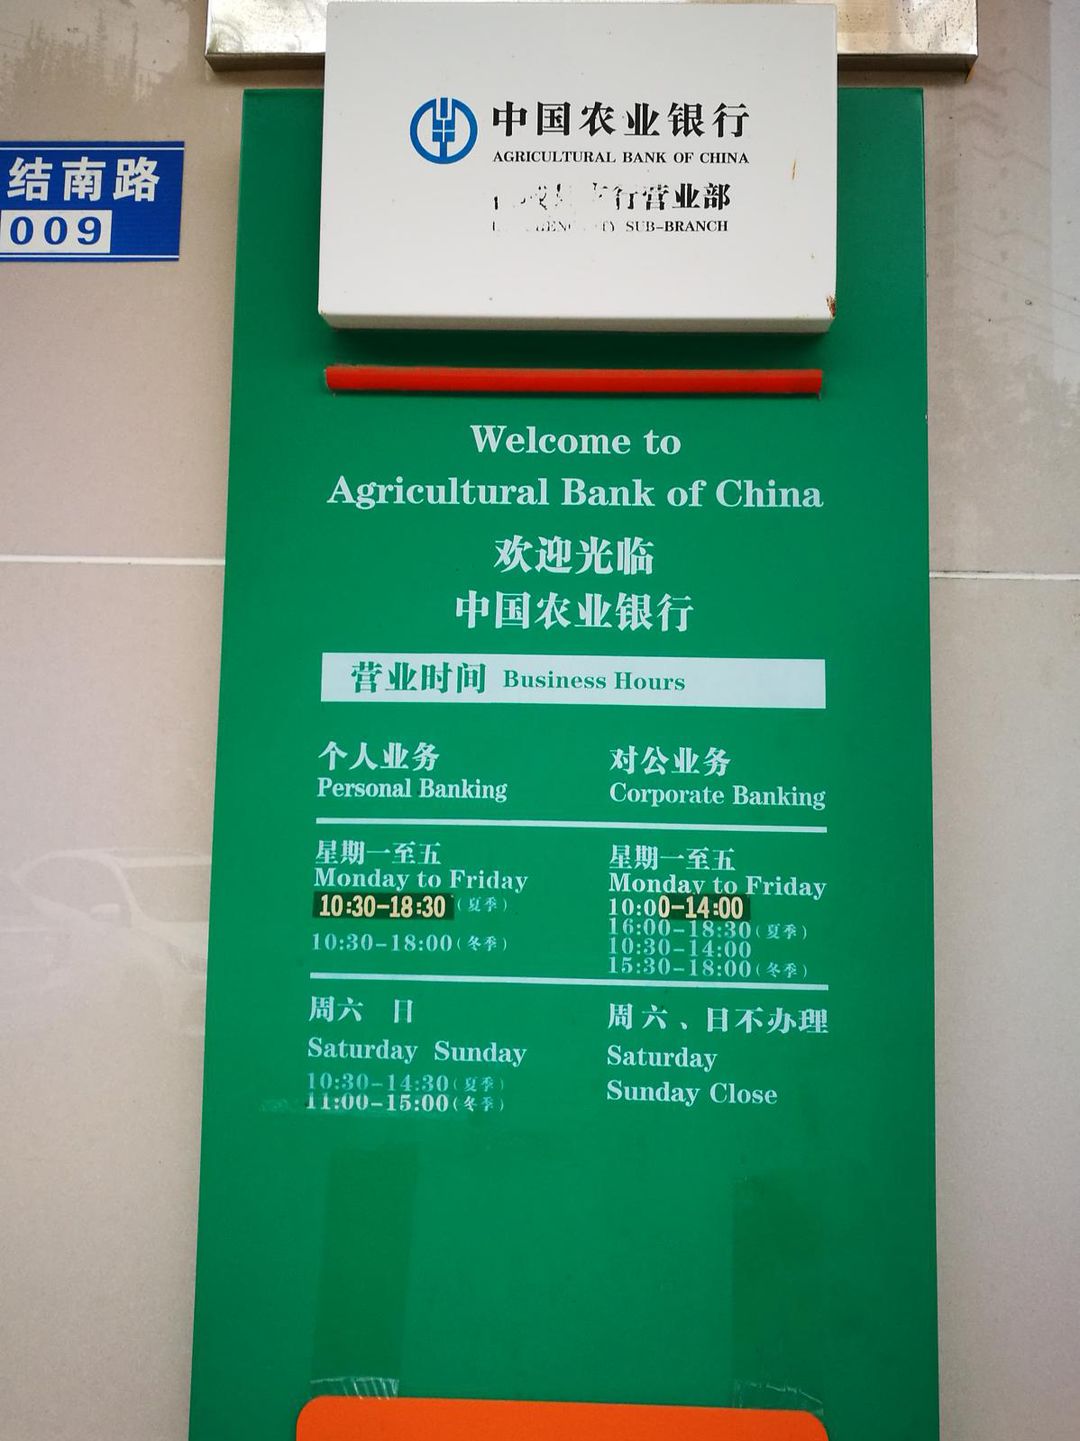 中国农业银行
AGRICULTURAL BANK OF CHINA
行营业部
SUB-BRANCH
结南路
009
Welcome to
Agricultural Bank of China
欢迎光临
中国农业银行
营业时间 Business Hours
个人业务
Personal Banking
星期一至五
Monday to Friday
10:30-18:30(夏季)
10:30-18:00(冬季)
周六 日
Saturday Sunday
10:30-14:30(夏季)
11:00-15:00(冬季)
对公业务
Corporate Banking
星期一至五
Monday to Friday
10:00-14:00
16:00-18:30(夏季)
10:30-14:00
15:30-18:00(冬季)
周六、日不办理
Saturday
Sunday Close